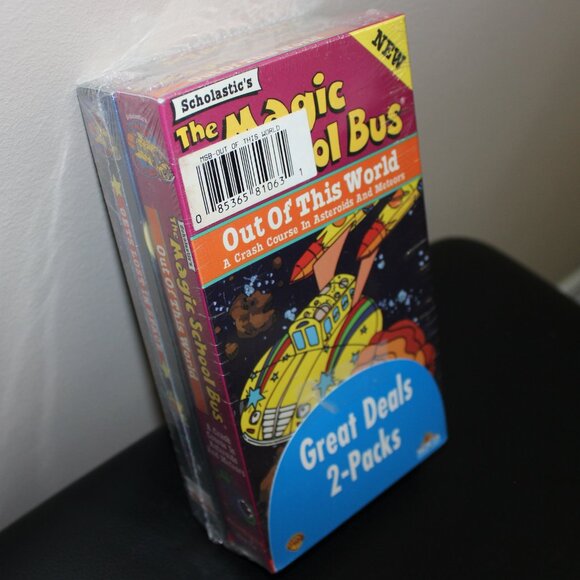 Scholastic's
NEW
The Magic
School Bus
MSB-OUT OF THIS WORLD
0 85365 81063 1
Out Of This World
A Crash Course In Asteroids And Meteors
Great Deals
2-Packs
Scholastic's
The Magic School Bus
Out Of This World